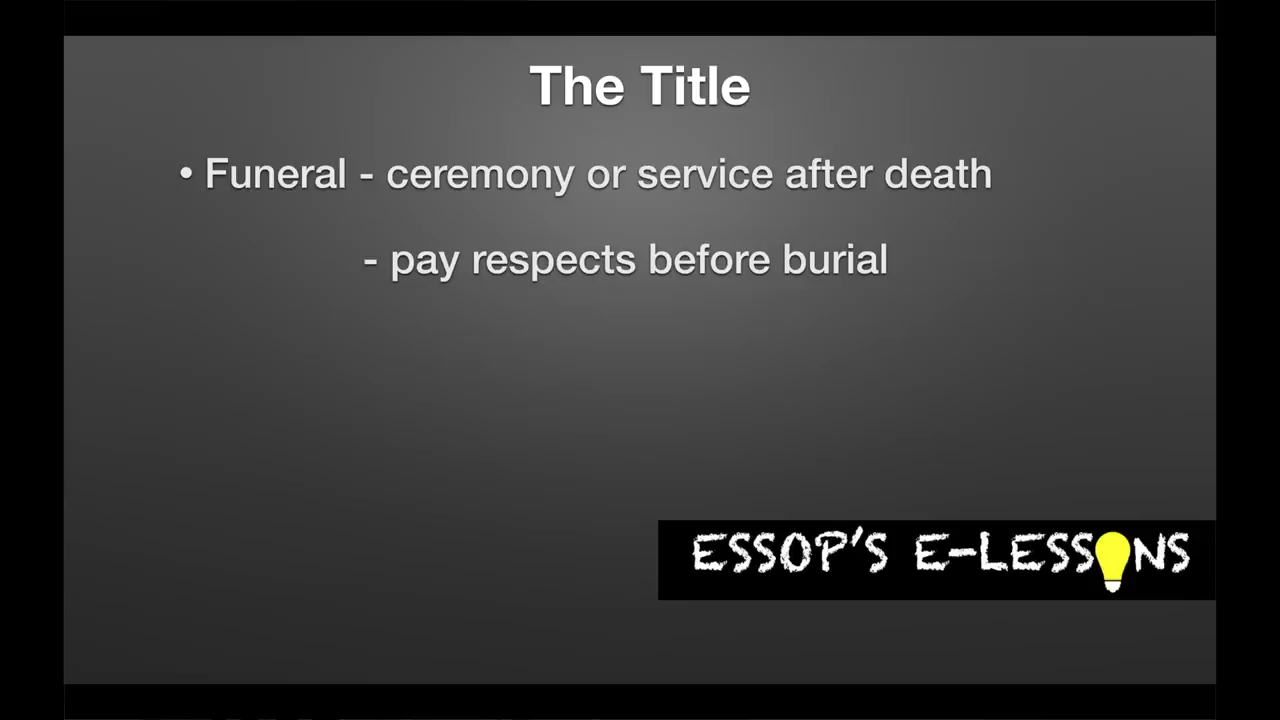 The Title
• Funeral - ceremony or service after death
- pay respects before burial
ESSOP'S E-LESSONS